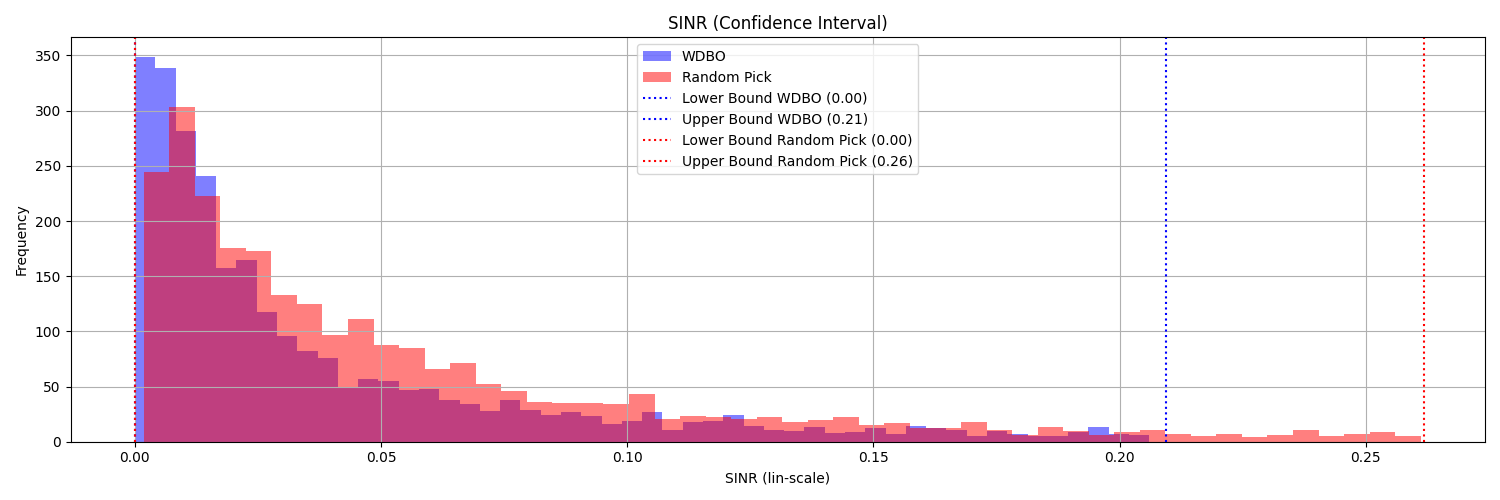 SINR (Confidence Interval)
WDBO
Random Pick
Lower Bound WDBO (0.00)
Upper Bound WDBO (0.21)
Lower Bound Random Pick (0.00)
Upper Bound Random Pick (0.26)
Frequency
350
300
250
200
150
100
50
0
0.00 0.05 0.10 0.15 0.20 0.25
SINR (lin-scale)